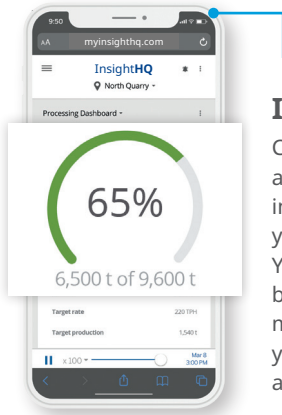 9:50
AA myinsighthq.com
InsightHQ
North Quarry
Processing Dashboard
65%
6,500 t of 9,600 t
Target rate 220 TPH
Target production 1,540 t
x100
Mar 8
3:00 PM